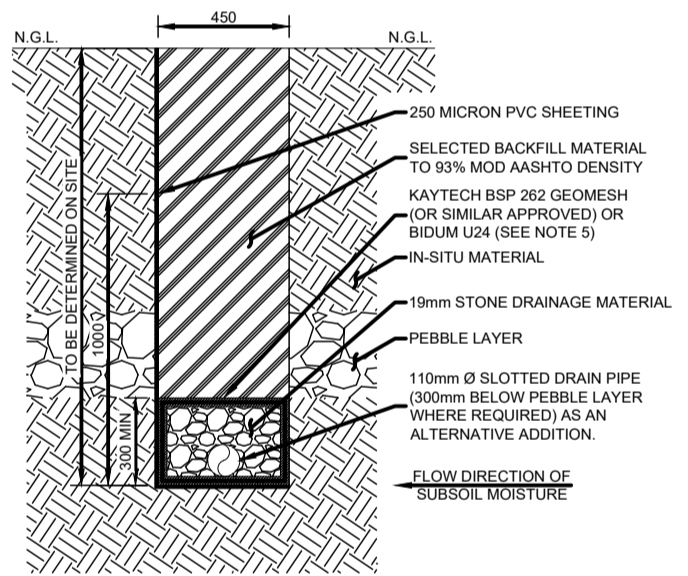 450
N.G.L.
N.G.L.
250 MICRON PVC SHEETING
SELECTED BACKFILL MATERIAL
TO 93% MOD AASHTO DENSITY
KAYTECH BSP 262 GEOMESH
(OR SIMILAR APPROVED) OR
BIDUM U24 (SEE NOTE 5)
IN-SITU MATERIAL
19mm STONE DRAINAGE MATERIAL
PEBBLE LAYER
110mm Ø SLOTTED DRAIN PIPE
(300mm BELOW PEBBLE LAYER
WHERE REQUIRED) AS AN
ALTERNATIVE ADDITION.
FLOW DIRECTION OF
SUBSOIL MOISTURE
TO BE DETERMINED ON SITE
1000
300 MIN